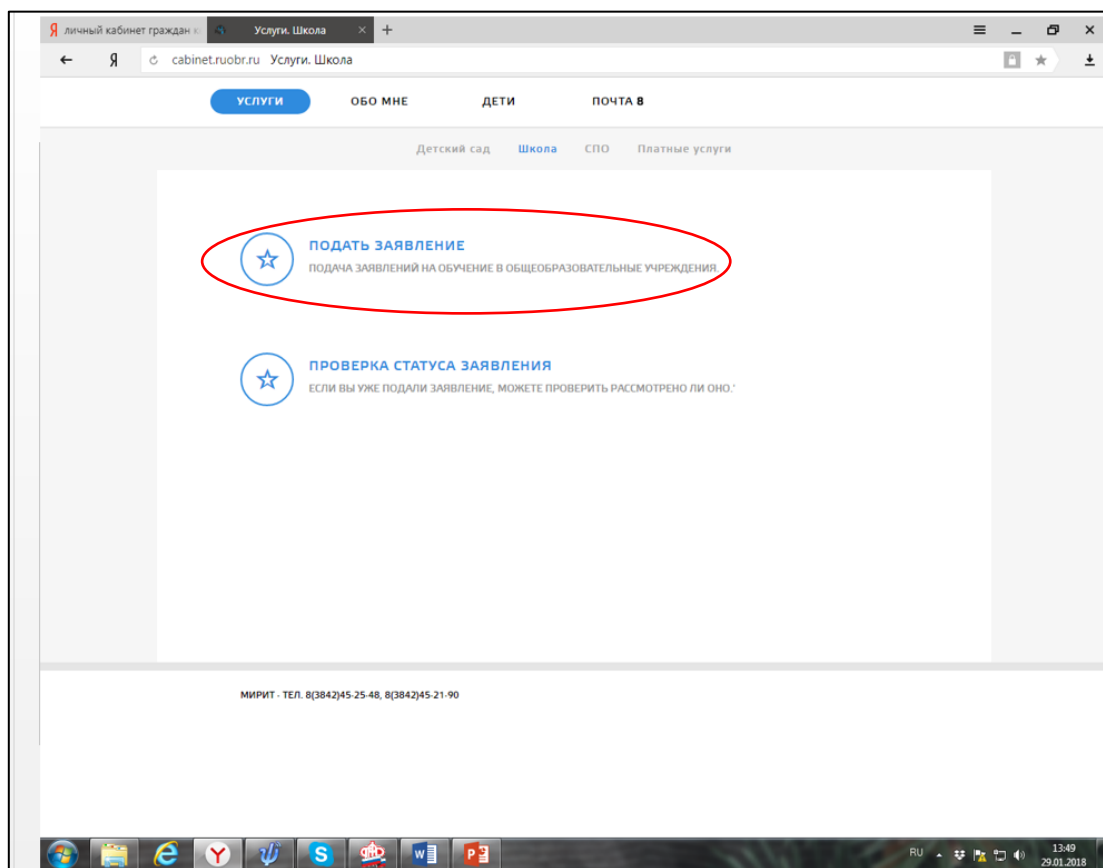 Я личный кабинет граждан к
Услуги. Школа
Я cabinet.ruobr.ru Услуги. Школа
УСЛУГИ ОБО МНЕ ДЕТИ ПОЧТА 8
Детский сад Школа СПО Платные услуги
ПОДАТЬ ЗАЯВЛЕНИЕ
ПОДАЧА ЗАЯВЛЕНИЙ НА ОБУЧЕНИЕ В ОБЩЕОБРАЗОВАТЕЛЬНЫЕ УЧРЕЖДЕНИЯ.
ПРОВЕРКА СТАТУСА ЗАЯВЛЕНИЯ
ЕСЛИ ВЫ УЖЕ ПОДАЛИ ЗАЯВЛЕНИЕ, МОЖЕТЕ ПРОВЕРИТЬ РАССМОТРЕНО ЛИ ОНО.'
МИРИТ - ТЕЛ. 8(3842)45-25-48, 8(3842)45-21-90
RU
13:49
29.01.2018